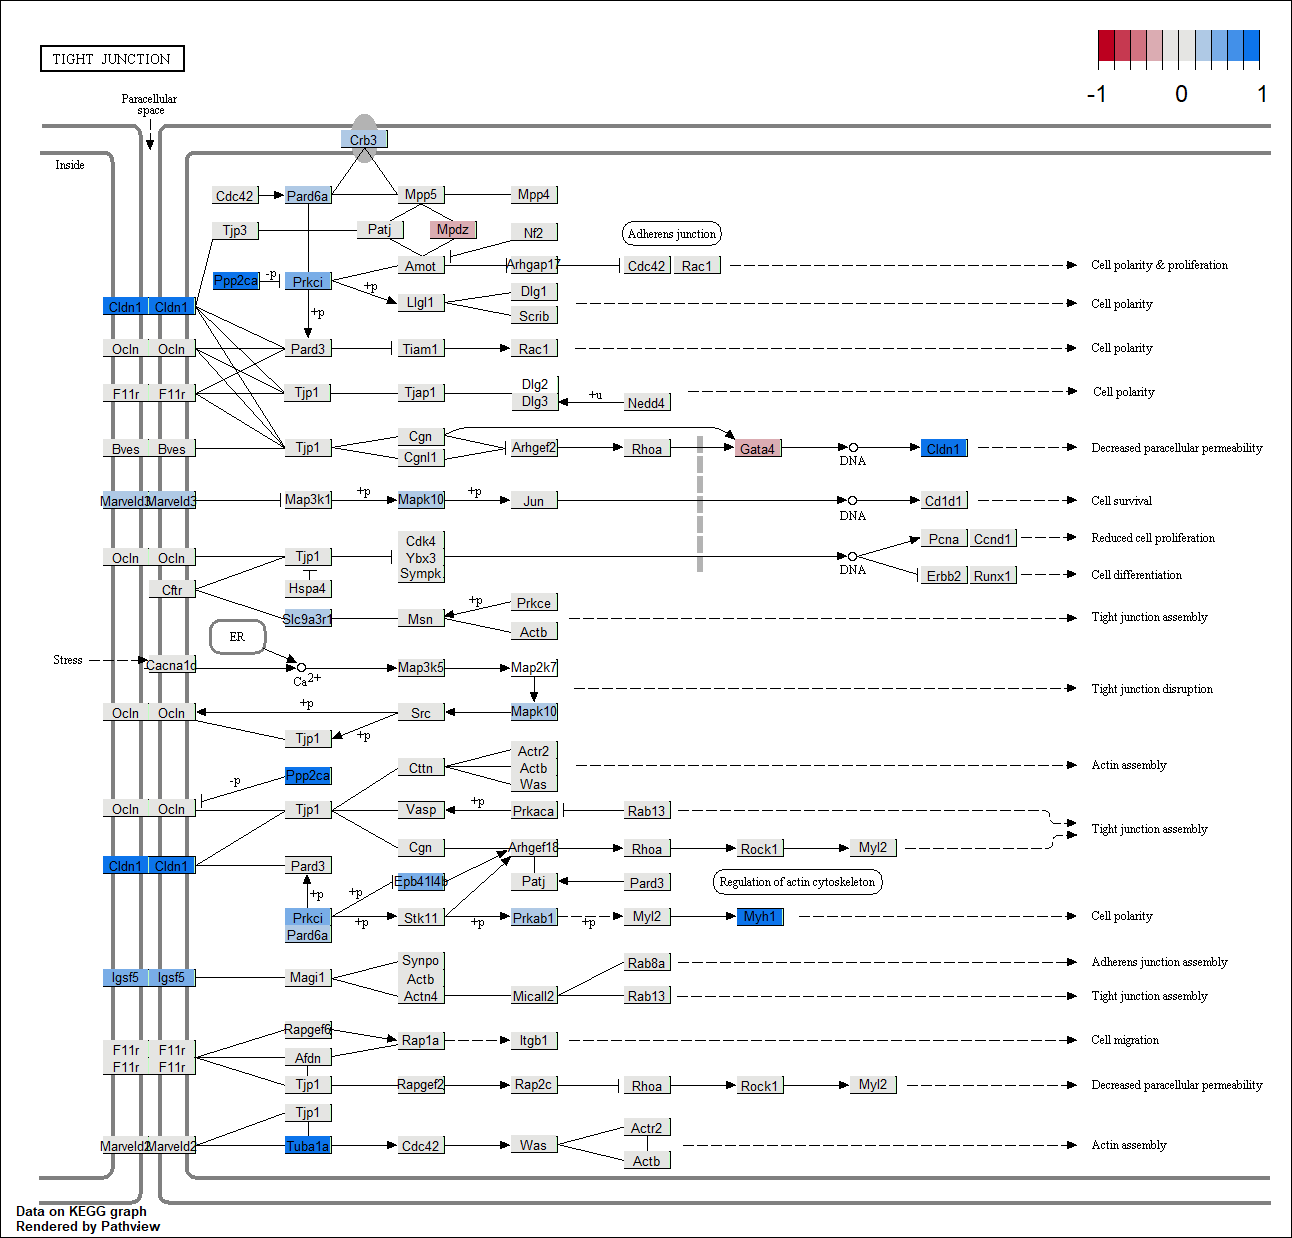 TIGHT JUNCTION
-1 0 1
Paracellular
space
Inside
Crb3
Cdc42 Pard6a Mpp5 Mpp4
Tjp3 Patj Mpdz Nf2 Adherens junction
Ppp2ca -p Prkci Amot Arhgap17 Cdc42 Rac1 Cell polarity & proliferation
+p Llgl1 Dlg1 Cell polarity
Cldn1 Cldn1 +p Scrib
Ocln Ocln Pard3 Tiam1 Rac1 Cell polarity
F11r F11r Tjp1 Tjap1 Dlg2 Cell polarity
Dlg3 +u Nedd4
Bves Bves Tjp1 Cgn Arhgef2 Rhoa Gata4 DNA Cldn1 Decreased paracellular permeability
Cgnl1
Marveld3 Marveld3 Map3k1 +p Mapk10 +p Jun DNA Cd1d1 Cell survival
Cdk4 Pcna Ccnd1 Reduced cell proliferation
Ocln Ocln Tjp1 Ybx3 DNA
Sympk Erbb2 Runx1 Cell differentiation
Cftr Hspa4
Slc9a3r1 Msn +p Prkce Tight junction assembly
Actb
ER
Stress Cacna1d Ca2+ Map3k5 Map2k7
Tight junction disruption
Ocln Ocln +p Src Mapk10
Tjp1 +p
Cttn Actr2 Actin assembly
Actb
Was
-p Ppp2ca
Ocln Ocln Tjp1 Vasp +p Prkaca Rab13
Tight junction assembly
Cgn Arhgef18 Rhoa Rock1 Myl2
Cldn1 Cldn1 Pard3
+p +p Epb41l4b Patj Pard3 Regulation of actin cytoskeleton
Prkci +p Stk11 +p Prkab1 +p Myl2 Myh1 Cell polarity
Pard6a
Synpo Rab8a Adherens junction assembly
Igsf5 Igsf5 Magi1 Actb
Actn4 Micall2 Rab13 Tight junction assembly
Rapgef6 Rap1a Itgb1 Cell migration
F11r F11r Afdn
F11r F11r
Tjp1 Rapgef2 Rap2c Rhoa Rock1 Myl2 Decreased paracellular permeability
Tjp1
Actr2
Marveld2 Marveld2 Tuba1a Cdc42 Was Actin assembly
Actb
Data on KEGG graph
Rendered by Pathview